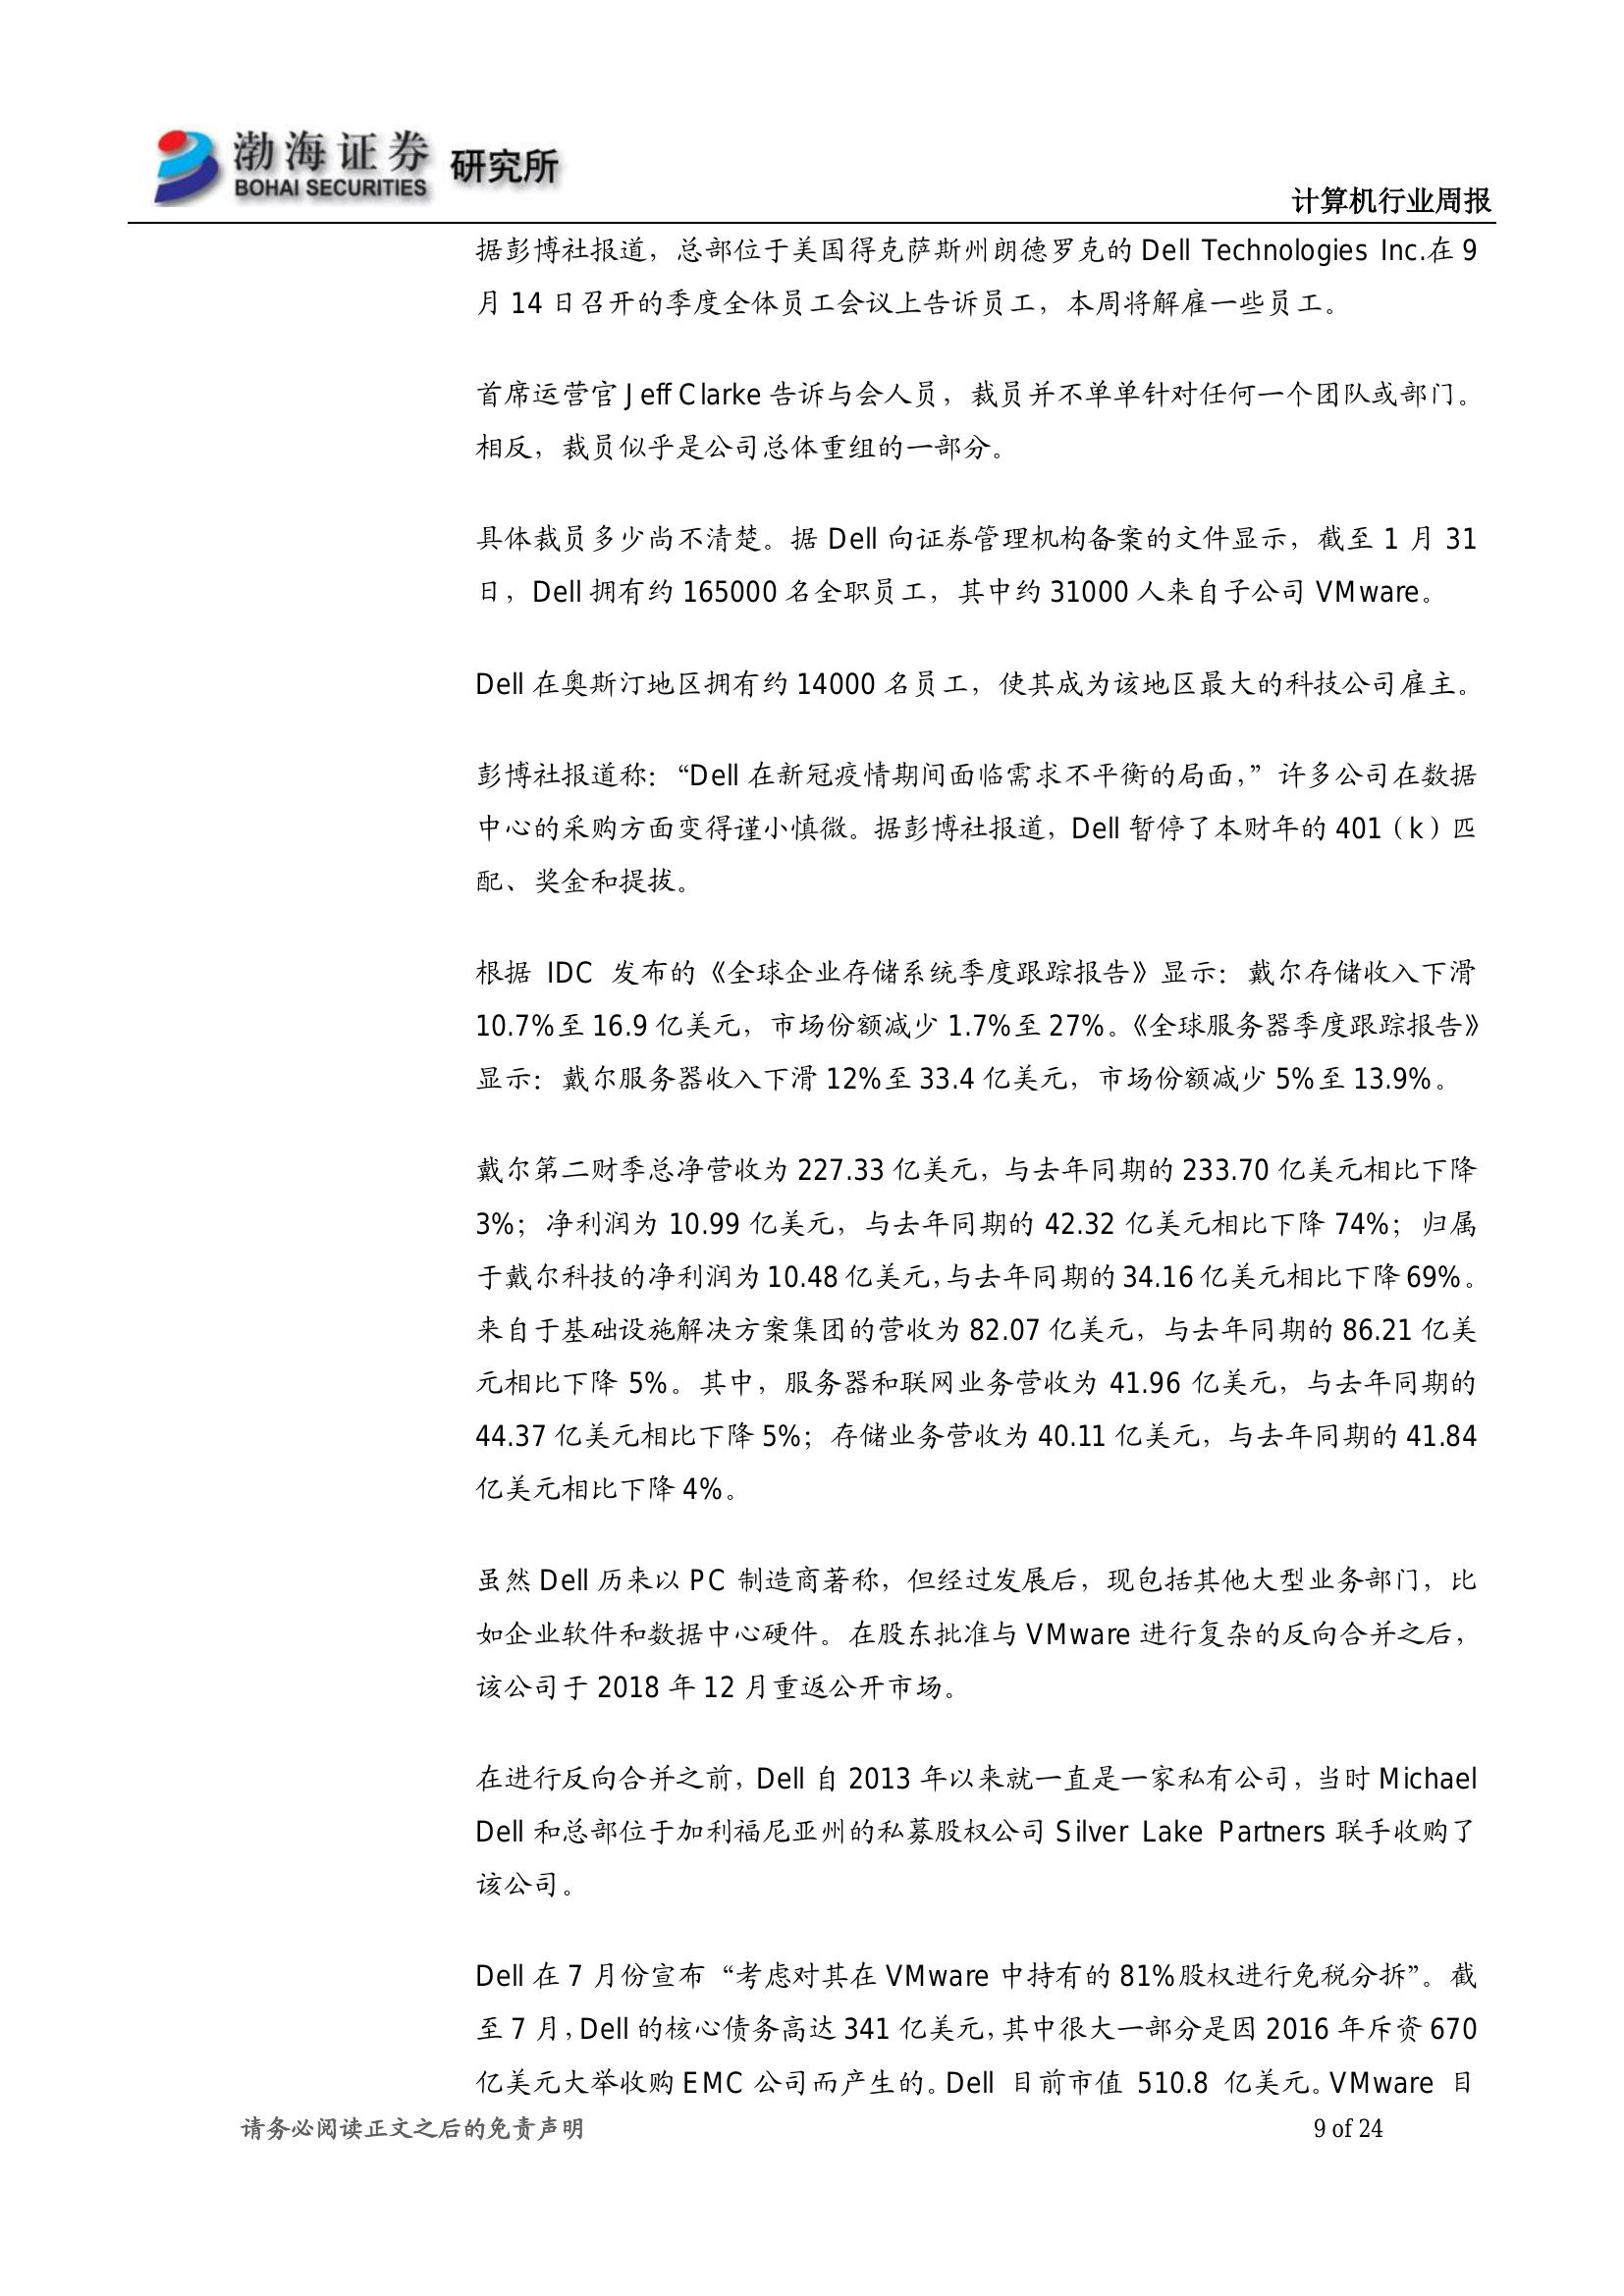 渤海证券
BOHAI SECURITIES
研究所
计算机行业周报
据彭博社报道，总部位于美国得克萨斯州朗德罗克的 Dell Technologies Inc.在 9
月 14 日召开的季度全体员工会议上告诉员工，本周将解雇一些员工。
首席运营官 Jeff Clarke 告诉与会人员，裁员并不单单针对任何一个团队或部门。
相反，裁员似乎是公司总体重组的一部分。
具体裁员多少尚不清楚。据 Dell 向证券管理机构备案的文件显示，截至 1 月 31
日，Dell 拥有约 165000 名全职员工，其中约 31000 人来自子公司 VMware。
Dell 在奥斯汀地区拥有约 14000 名员工，使其成为该地区最大的科技公司雇主。
彭博社报道称：“Dell 在新冠疫情期间面临需求不平衡的局面，”许多公司在数据
中心的采购方面变得谨小慎微。据彭博社报道，Dell 暂停了本财年的 401（k）匹
配、奖金和提拔。
根据 IDC 发布的《全球企业存储系统季度跟踪报告》显示：戴尔存储收入下滑
10.7%至 16.9 亿美元，市场份额减少 1.7%至 27%。《全球服务器季度跟踪报告》
显示：戴尔服务器收入下滑 12%至 33.4 亿美元，市场份额减少 5%至 13.9%。
戴尔第二财季总净营收为 227.33 亿美元，与去年同期的 233.70 亿美元相比下降
3%；净利润为 10.99 亿美元，与去年同期的 42.32 亿美元相比下降 74%；归属
于戴尔科技的净利润为 10.48 亿美元，与去年同期的 34.16 亿美元相比下降 69%。
来自于基础设施解决方案集团的营收为 82.07 亿美元，与去年同期的 86.21 亿美
元相比下降 5%。其中，服务器和联网业务营收为 41.96 亿美元，与去年同期的
44.37 亿美元相比下降 5%；存储业务营收为 40.11 亿美元，与去年同期的 41.84
亿美元相比下降 4%。
虽然 Dell 历来以 PC 制造商著称，但经过发展后，现包括其他大型业务部门，比
如企业软件和数据中心硬件。在股东批准与 VMware 进行复杂的反向合并之后，
该公司于 2018 年 12 月重返公开市场。
在进行反向合并之前，Dell 自 2013 年以来就一直是一家私有公司，当时 Michael
Dell 和总部位于加利福尼亚州的私募股权公司 Silver Lake Partners 联手收购了
该公司。
Dell 在 7 月份宣布“考虑对其在 VMware 中持有的 81%股权进行免税分拆”。截
至 7 月，Dell 的核心债务高达 341 亿美元，其中很大一部分是因 2016 年斥资 670
亿美元大举收购 EMC 公司而产生的。Dell 目前市值 510.8 亿美元。VMware 目
请务必阅读正文之后的免责声明
9 of 24